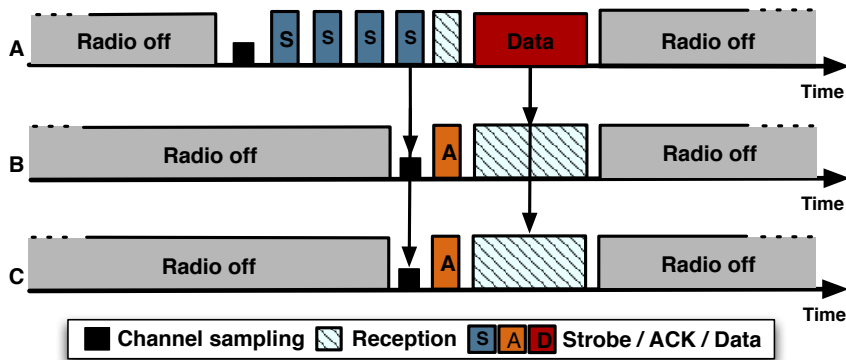 A
Radio off
S
S
S
S
Data
Radio off
Time
B
Radio off
A
Radio off
Time
C
Radio off
A
Radio off
Time
Channel sampling Reception S A D Strobe / ACK / Data